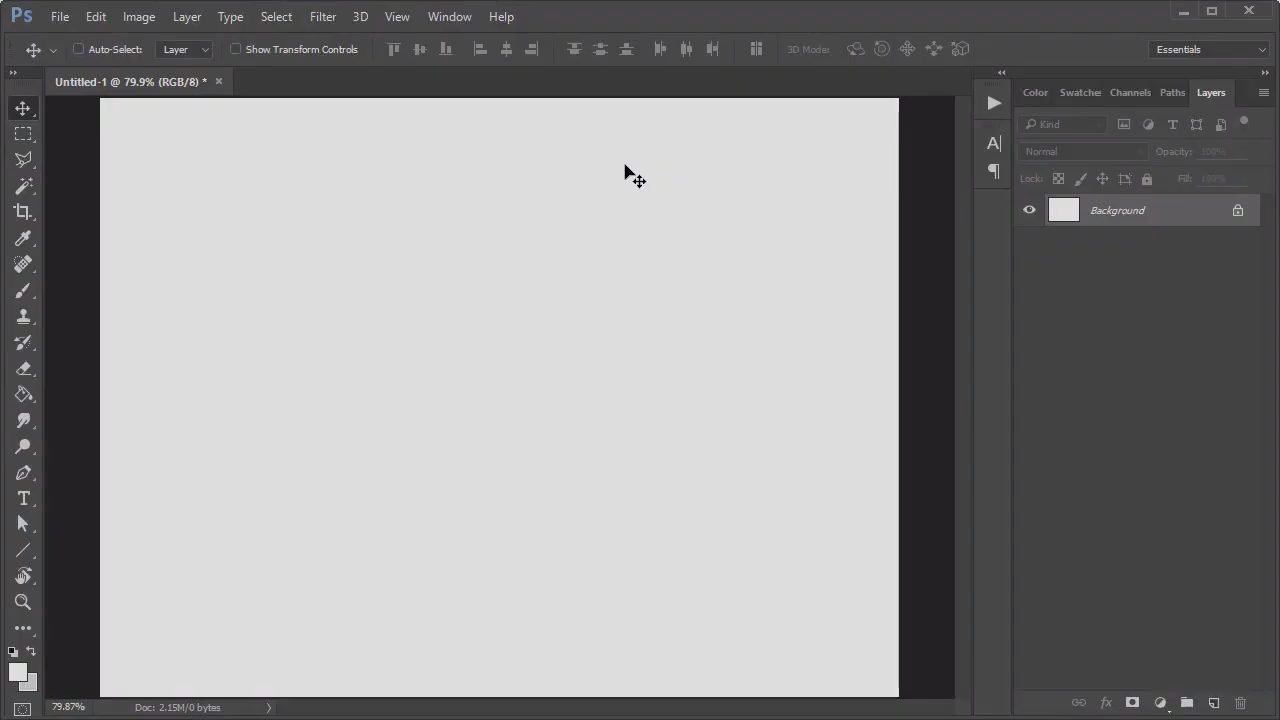 Ps File Edit Image Layer Type Select Filter 3D View Window Help
Auto-Select: Layer Show Transform Controls 3D Mode: Essentials
Untitled-1 @ 79.9% (RGB/8) * ×
Color Swatches Channels Paths Layers
Kind
Normal Opacity: 100%
Lock: Fill: 100%
Background
79.87% Doc: 2.15M/0 bytes